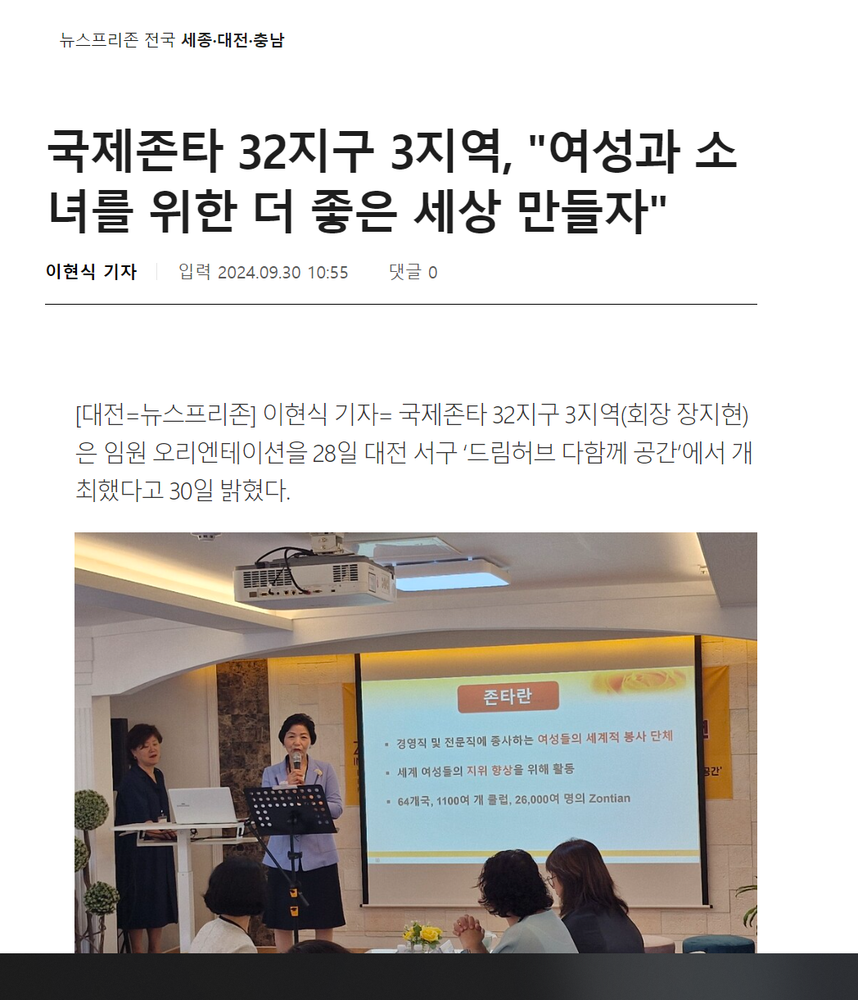 뉴스프리존 전국 세종·대전·충남
국제존타 32지구 3지역, "여성과 소
녀를 위한 더 좋은 세상 만들자"
이현식 기자 입력 2024.09.30 10:55 댓글 0
[대전=뉴스프리존] 이현식 기자= 국제존타 32지구 3지역(회장 장지현)
은 임원 오리엔테이션을 28일 대전 서구 ‘드림허브 다함께 공간’에서 개
최했다고 30일 밝혔다.
존타란
▪ 경영직 및 전문직에 종사하는 여성들의 세계적 봉사 단체
▪ 세계 여성들의 지위 향상을 위해 활동
▪ 64개국, 1100여 개 클럽, 26,000여 명의 Zontian
공간’